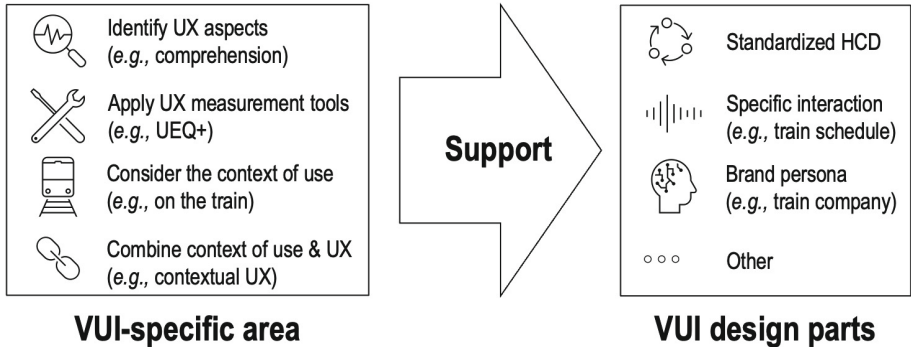 Identify UX aspects
(e.g., comprehension)
Apply UX measurement tools
(e.g., UEQ+)
Consider the context of use
(e.g., on the train)
Combine context of use & UX
(e.g., contextual UX)
VUI-specific area
Support
Standardized HCD
Specific interaction
(e.g., train schedule)
Brand persona
(e.g., train company)
Other
VUI design parts